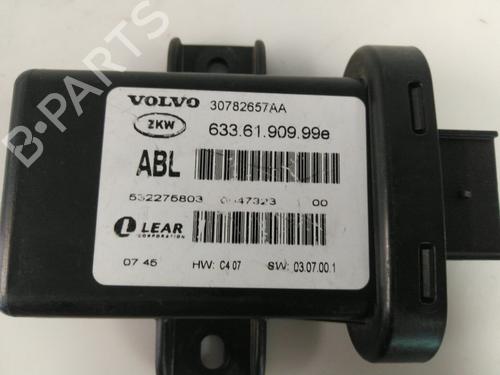 B-PARTS
VOLVO 30782657AA
ZKW 633.61.909.99e
ABL
532275803 47323 00
LEAR
CORPORATION
07 45 HW: C4 07 SW: 03.07.00.1